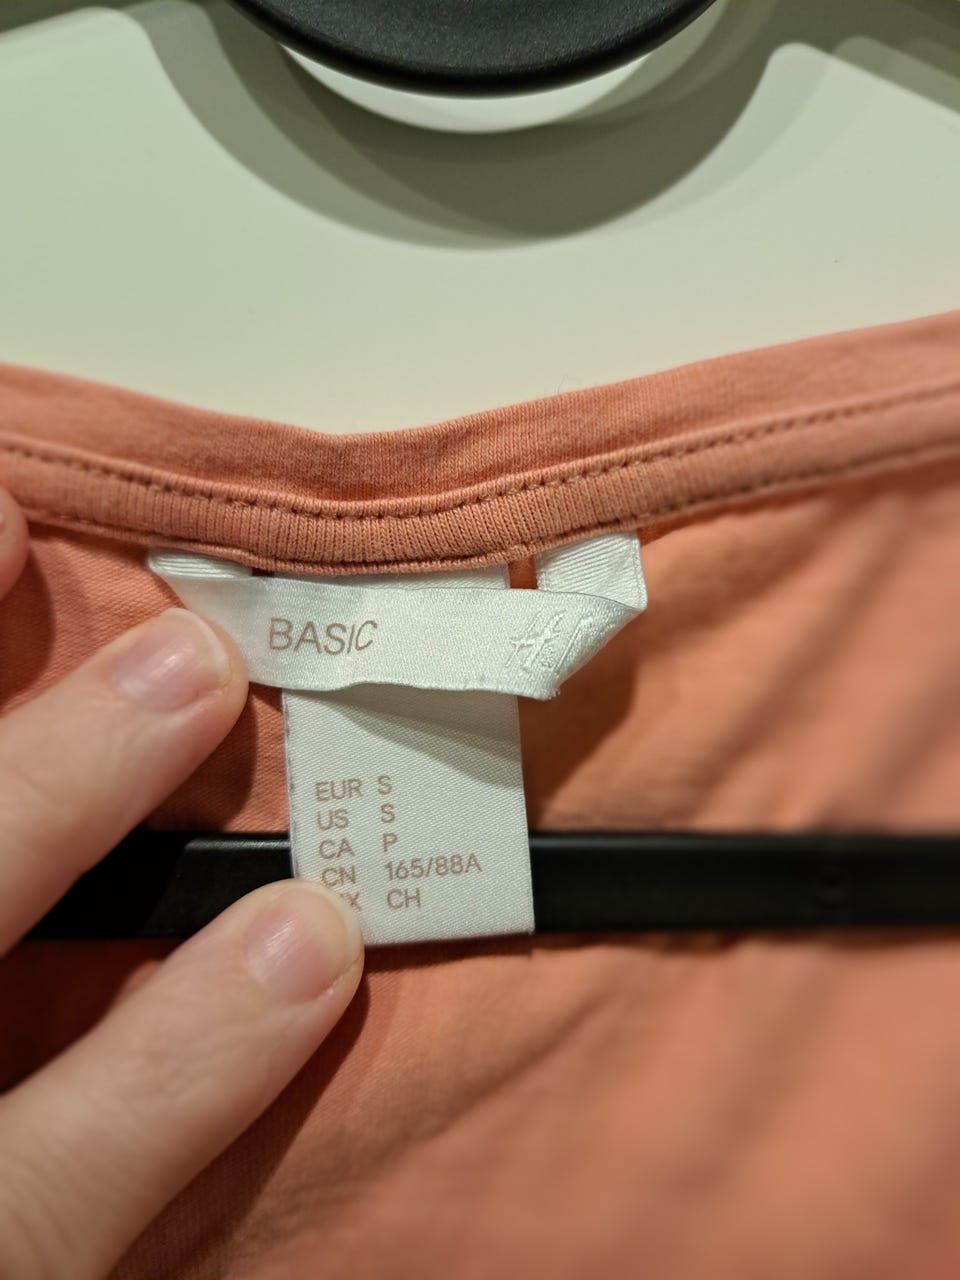 BASIC
EUR S
US S
CA P
CN 165/88A
CH